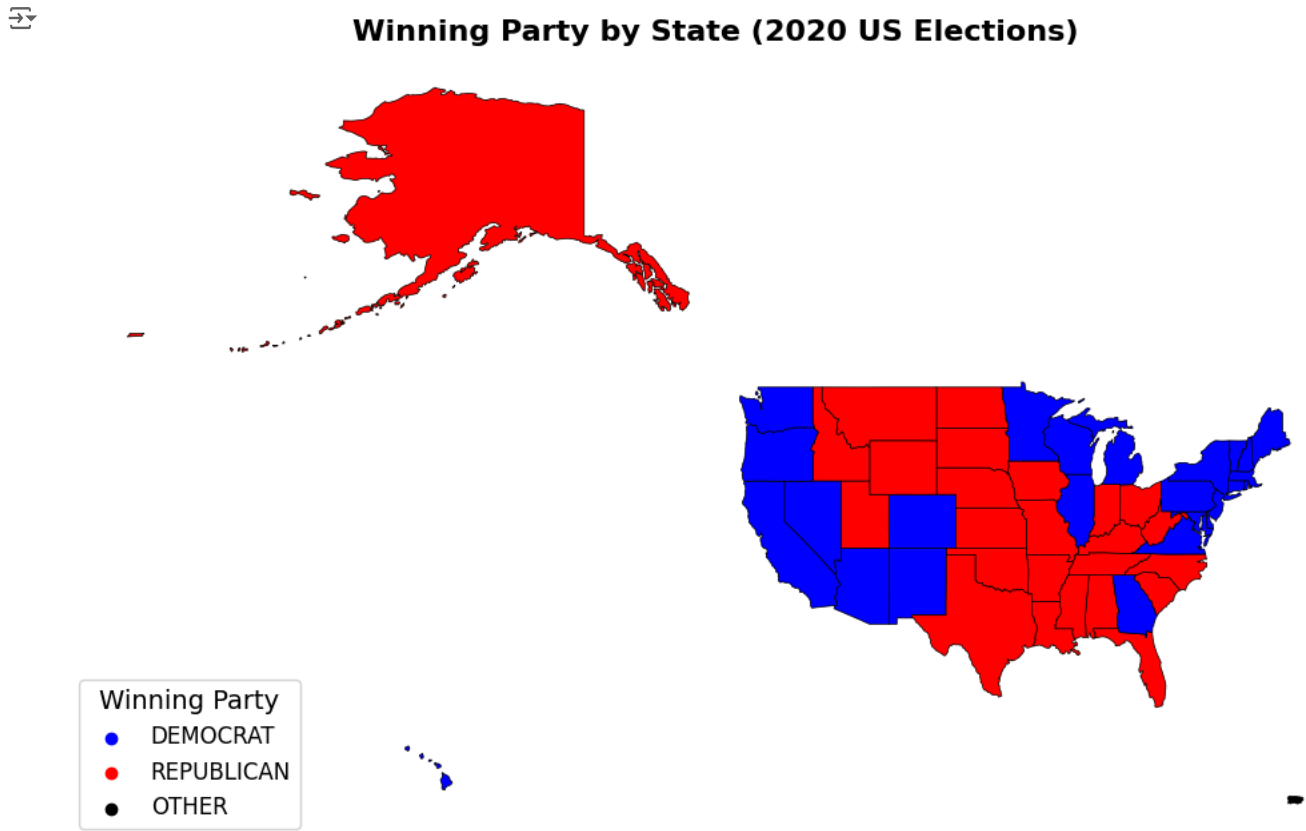 Winning Party by State (2020 US Elections)
Winning Party
DEMOCRAT
REPUBLICAN
OTHER